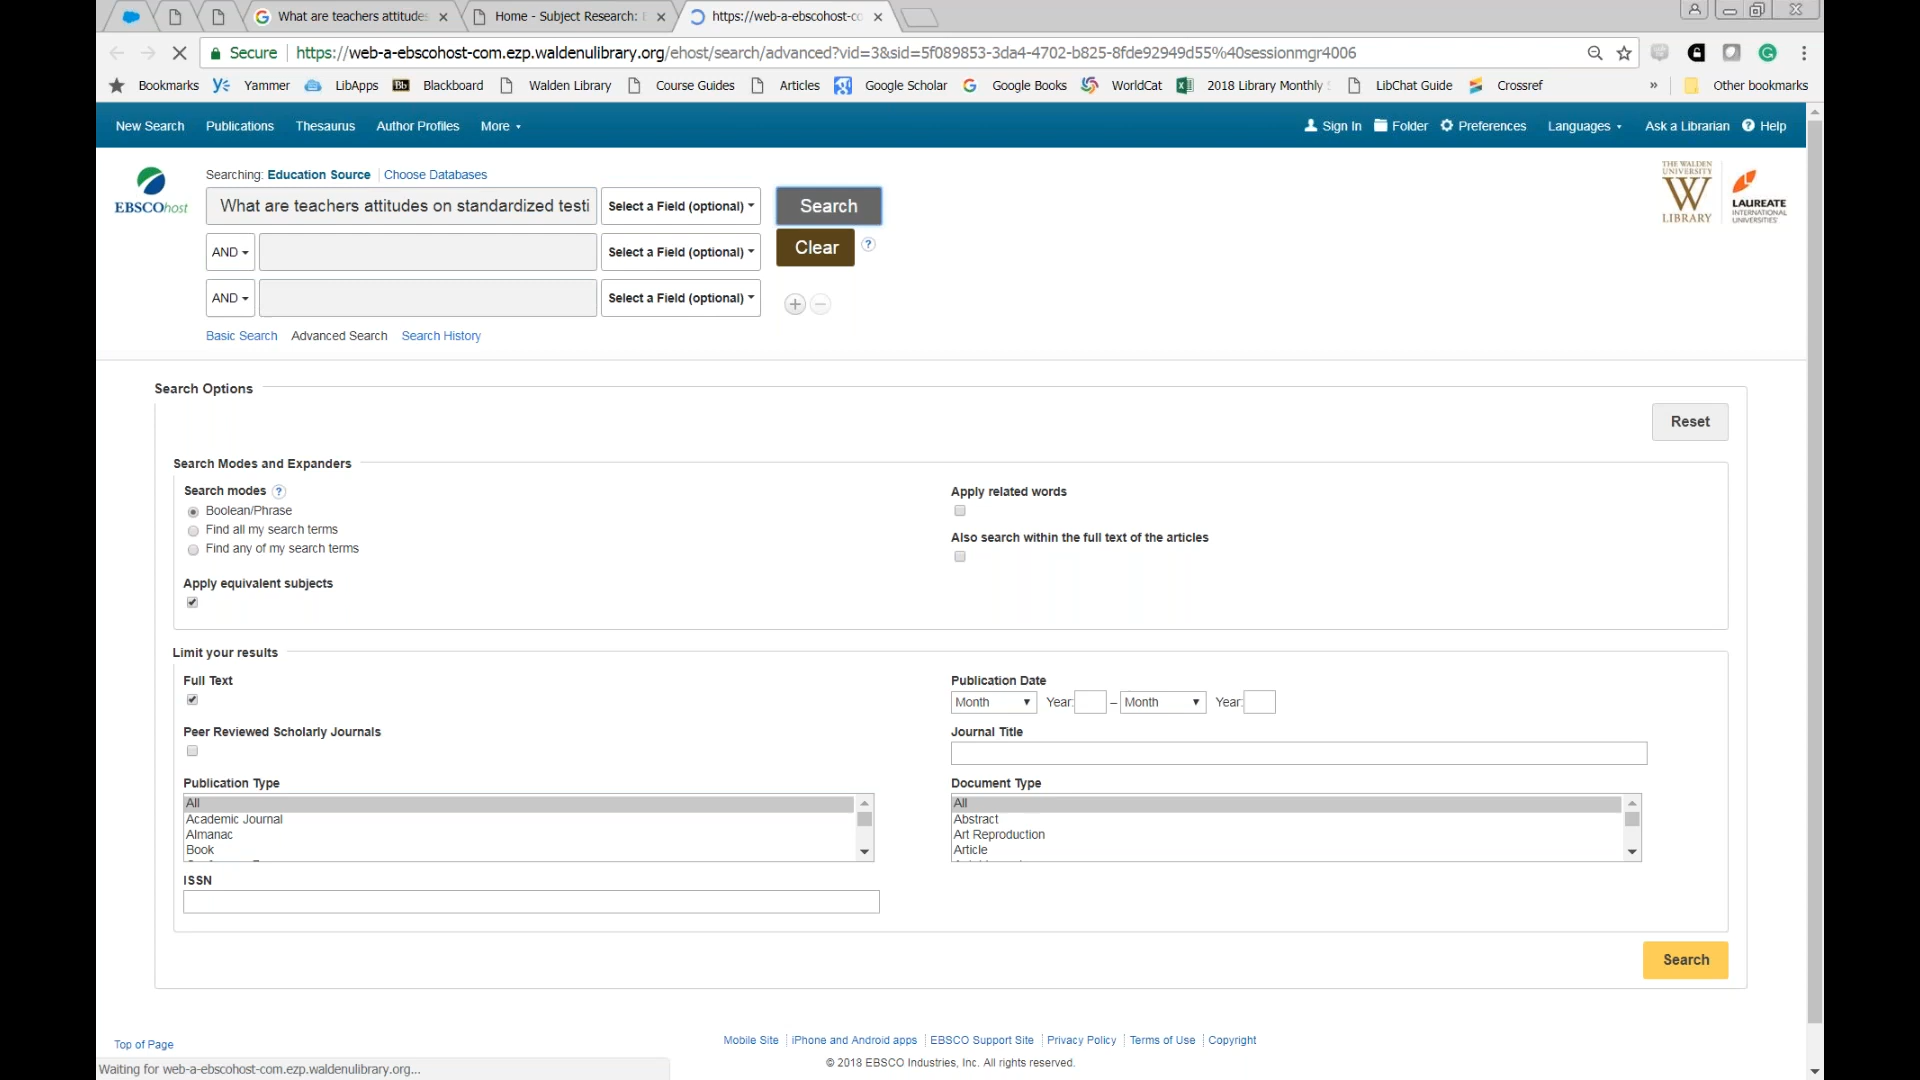 What are teachers attitudes
Home - Subject Research:
https://web-a-ebscohost-co
Secure https://web-a-ebscohost-com.ezp.waldenulibrary.org/ehost/search/advanced?vid=3&sid=5f089853-3da4-4702-b825-8fde92949d55%40sessionmgr4006
Bookmarks Yammer LibApps Bb Blackboard Walden Library Course Guides Articles Google Scholar Google Books WorldCat 2018 Library Monthly LibChat Guide Crossref » Other bookmarks
New Search Publications Thesaurus Author Profiles More Sign In Folder Preferences Languages Ask a Librarian Help
Searching: Education Source Choose Databases
EBSCOhost
What are teachers attitudes on standardized testi Select a Field (optional) Search
THE WALDEN UNIVERSITY W LIBRARY
LAUREATE INTERNATIONAL UNIVERSITIES
AND Select a Field (optional) Clear ?
AND Select a Field (optional)
Basic Search Advanced Search Search History
Search Options
Reset
Search Modes and Expanders
Search modes ?
Boolean/Phrase
Find all my search terms
Find any of my search terms
Apply equivalent subjects
Apply related words
Also search within the full text of the articles
Limit your results
Full Text
Publication Date
Month Year: – Month Year:
Peer Reviewed Scholarly Journals
Journal Title
Publication Type
All
Academic Journal
Almanac
Book
Document Type
All
Abstract
Art Reproduction
Article
ISSN
Search
Top of Page
Mobile Site iPhone and Android apps EBSCO Support Site Privacy Policy Terms of Use Copyright
© 2018 EBSCO Industries, Inc. All rights reserved.
Waiting for web-a-ebscohost-com.ezp.waldenulibrary.org...